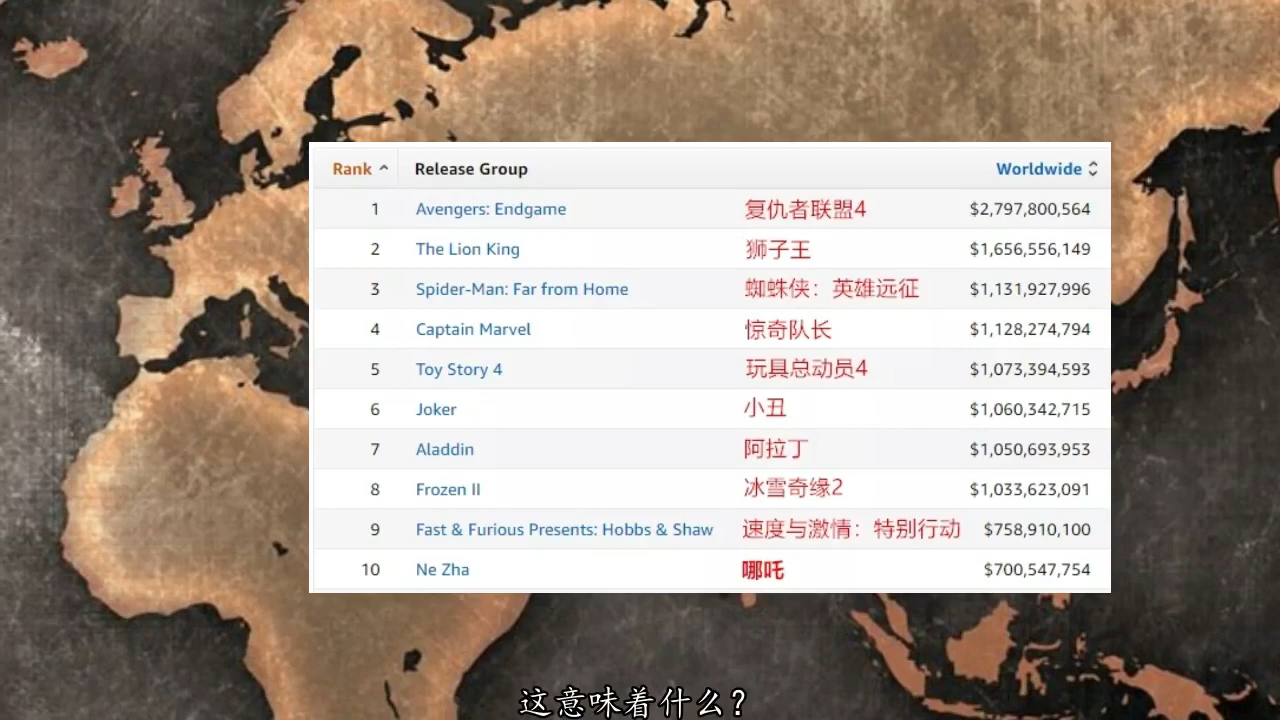 Rank Release Group Worldwide
1 Avengers: Endgame 复仇者联盟4 $2,797,800,564
2 The Lion King 狮子王 $1,656,556,149
3 Spider-Man: Far from Home 蜘蛛侠：英雄远征 $1,131,927,996
4 Captain Marvel 惊奇队长 $1,128,274,794
5 Toy Story 4 玩具总动员4 $1,073,394,593
6 Joker 小丑 $1,060,342,715
7 Aladdin 阿拉丁 $1,050,693,953
8 Frozen II 冰雪奇缘2 $1,033,623,091
9 Fast & Furious Presents: Hobbs & Shaw 速度与激情：特别行动 $758,910,100
10 Ne Zha 哪吒 $700,547,754
这意味着什么？